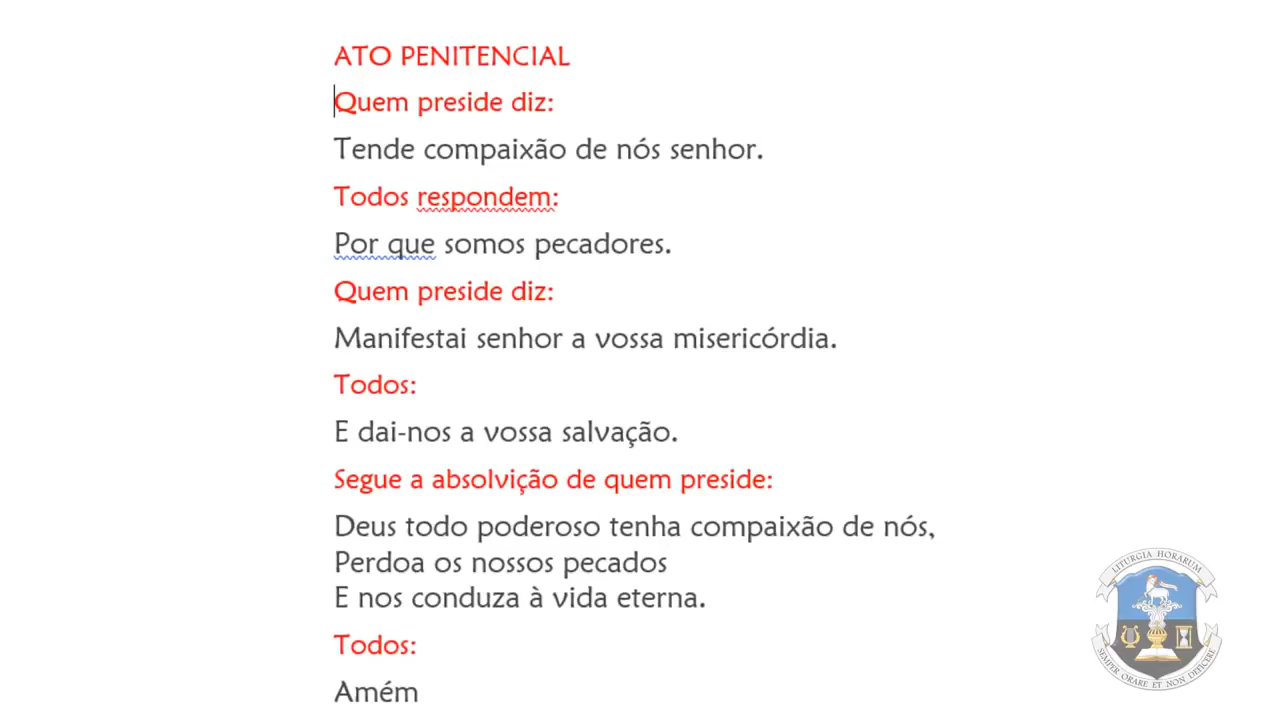 ATO PENITENCIAL
Quem preside diz:
Tende compaixão de nós senhor.
Todos respondem:
Por que somos pecadores.
Quem preside diz:
Manifestai senhor a vossa misericórdia.
Todos:
E dai-nos a vossa salvação.
Segue a absolvição de quem preside:
Deus todo poderoso tenha compaixão de nós,
Perdoa os nossos pecados
E nos conduza à vida eterna.
Todos:
Amém
LITURGIA HORARUM
SEMPER ORARE ET NON DEFICERE